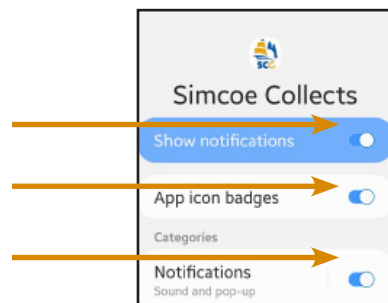 SCC
Simcoe Collects
Show notifications
App icon badges
Categories
Notifications
Sound and pop-up